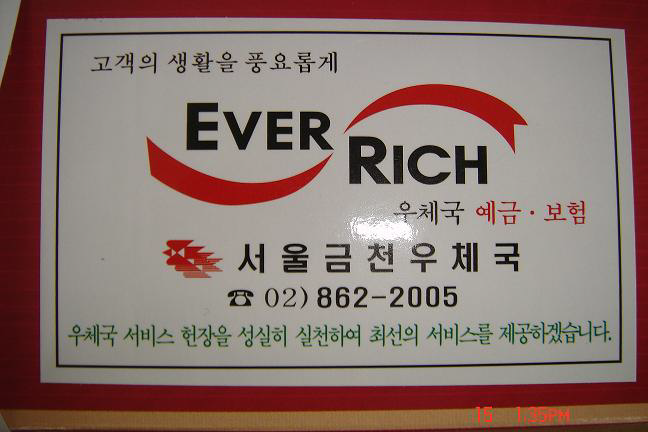 고객의 생활을 풍요롭게
EVER
RICH
우체국 예금·보험
서울금천우체국
☎ 02) 862-2005
우체국 서비스 헌장을 성실히 실천하여 최선의 서비스를 제공하겠습니다.
15 1:35PM